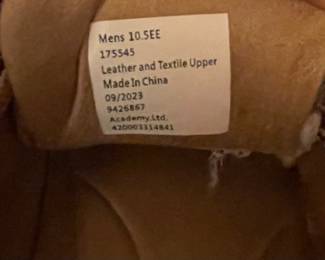 Mens 10.5EE
175545
Leather and Textile Upper
Made In China
09/2023
9426867
Academy,Ltd.
420003314841